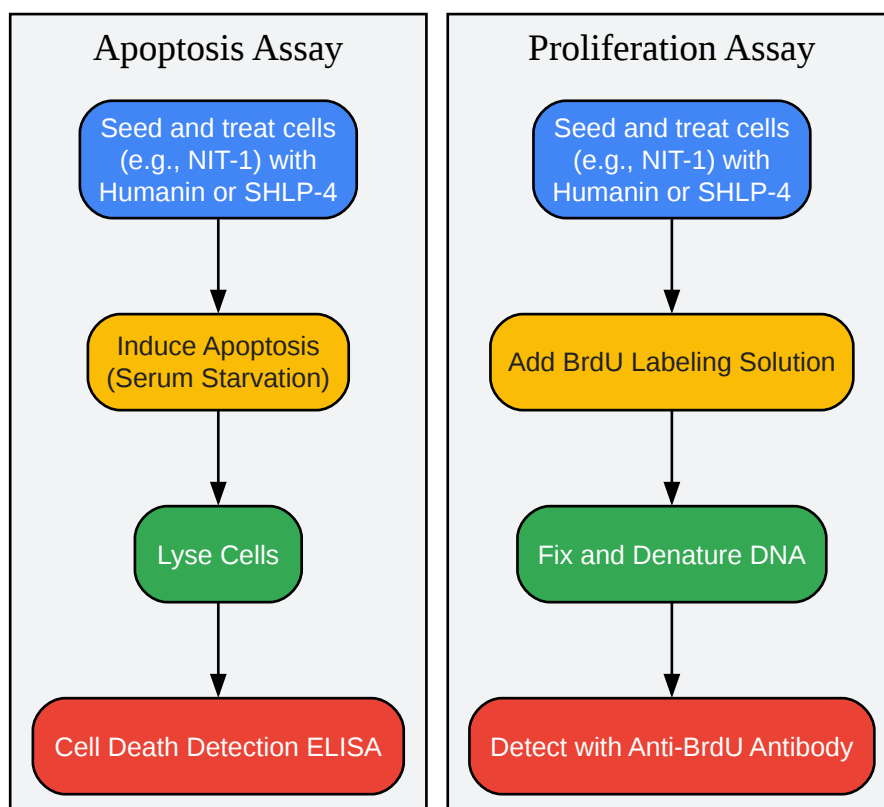 Apoptosis Assay
Seed and treat cells
(e.g., NIT-1) with
Humanin or SHLP-4
Induce Apoptosis
(Serum Starvation)
Lyse Cells
Cell Death Detection ELISA
Proliferation Assay
Seed and treat cells
(e.g., NIT-1) with
Humanin or SHLP-4
Add BrdU Labeling Solution
Fix and Denature DNA
Detect with Anti-BrdU Antibody